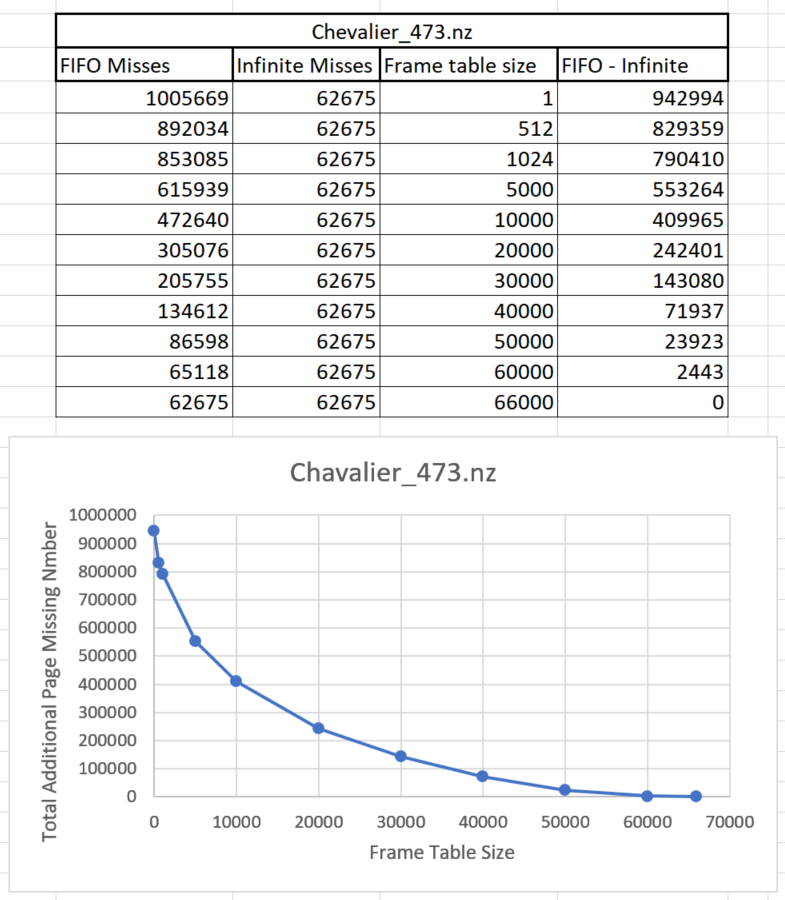 Chevalier_473.nz
FIFO Misses Infinite Misses Frame table size FIFO - Infinite
1005669 62675 1 942994
892034 62675 512 829359
853085 62675 1024 790410
615939 62675 5000 553264
472640 62675 10000 409965
305076 62675 20000 242401
205755 62675 30000 143080
134612 62675 40000 71937
86598 62675 50000 23923
65118 62675 60000 2443
62675 62675 66000 0
Chavalier_473.nz
Total Additional Page Missing Nmber
1000000
900000
800000
700000
600000
500000
400000
300000
200000
100000
0
0 10000 20000 30000 40000 50000 60000 70000
Frame Table Size